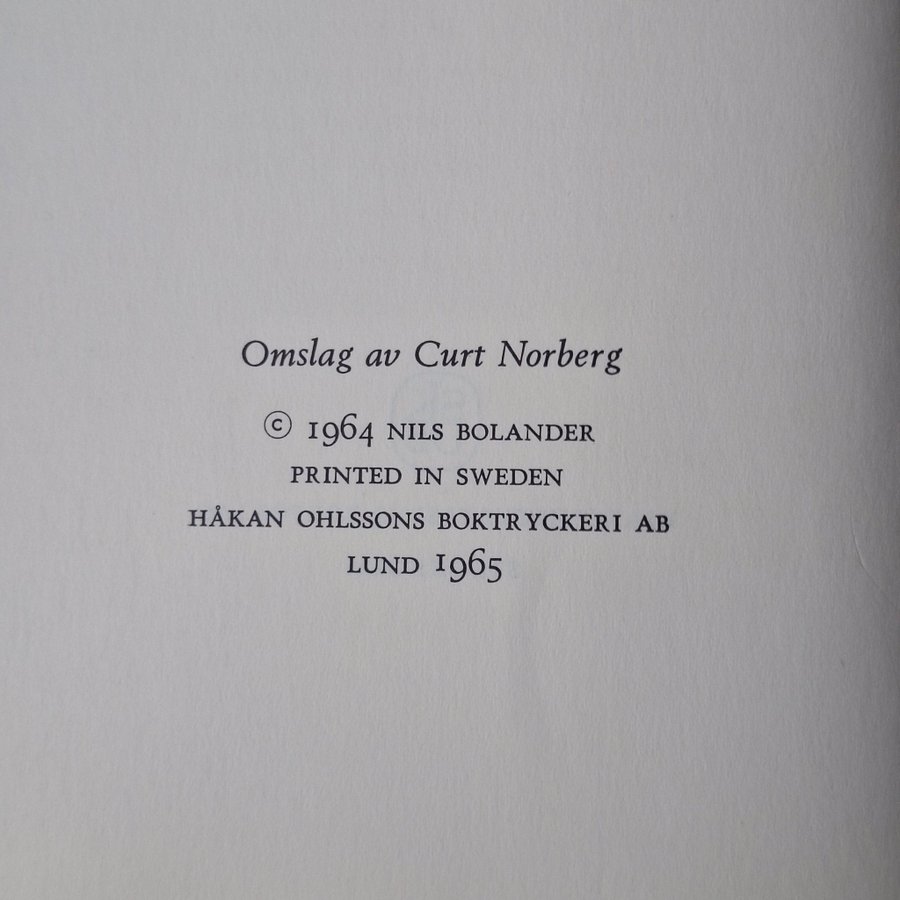 Omslag av Curt Norberg
© 1964 NILS BOLANDER
PRINTED IN SWEDEN
HÅKAN OHLSSONS BOKTRYCKERI AB
LUND 1965